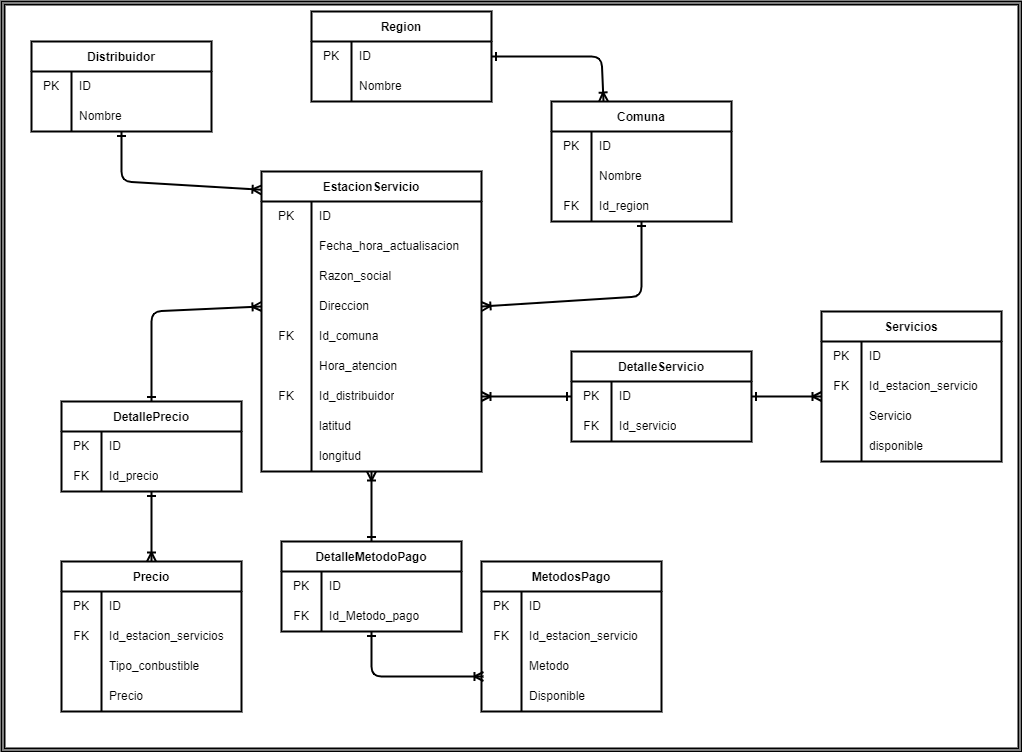 Region
PK ID
Nombre
Distribuidor
PK ID
Nombre
Comuna
PK ID
Nombre
FK Id_region
EstacionServicio
PK ID
Fecha_hora_actualisacion
Razon_social
Direccion
FK Id_comuna
Hora_atencion
FK Id_distribuidor
latitud
longitud
Servicios
PK ID
FK Id_estacion_servicio
Servicio
disponible
DetalleServicio
PK ID
FK Id_servicio
DetallePrecio
PK ID
FK Id_precio
DetalleMetodoPago
PK ID
FK Id_Metodo_pago
Precio
PK ID
FK Id_estacion_servicios
Tipo_conbustible
Precio
MetodosPago
PK ID
FK Id_estacion_servicio
Metodo
Disponible